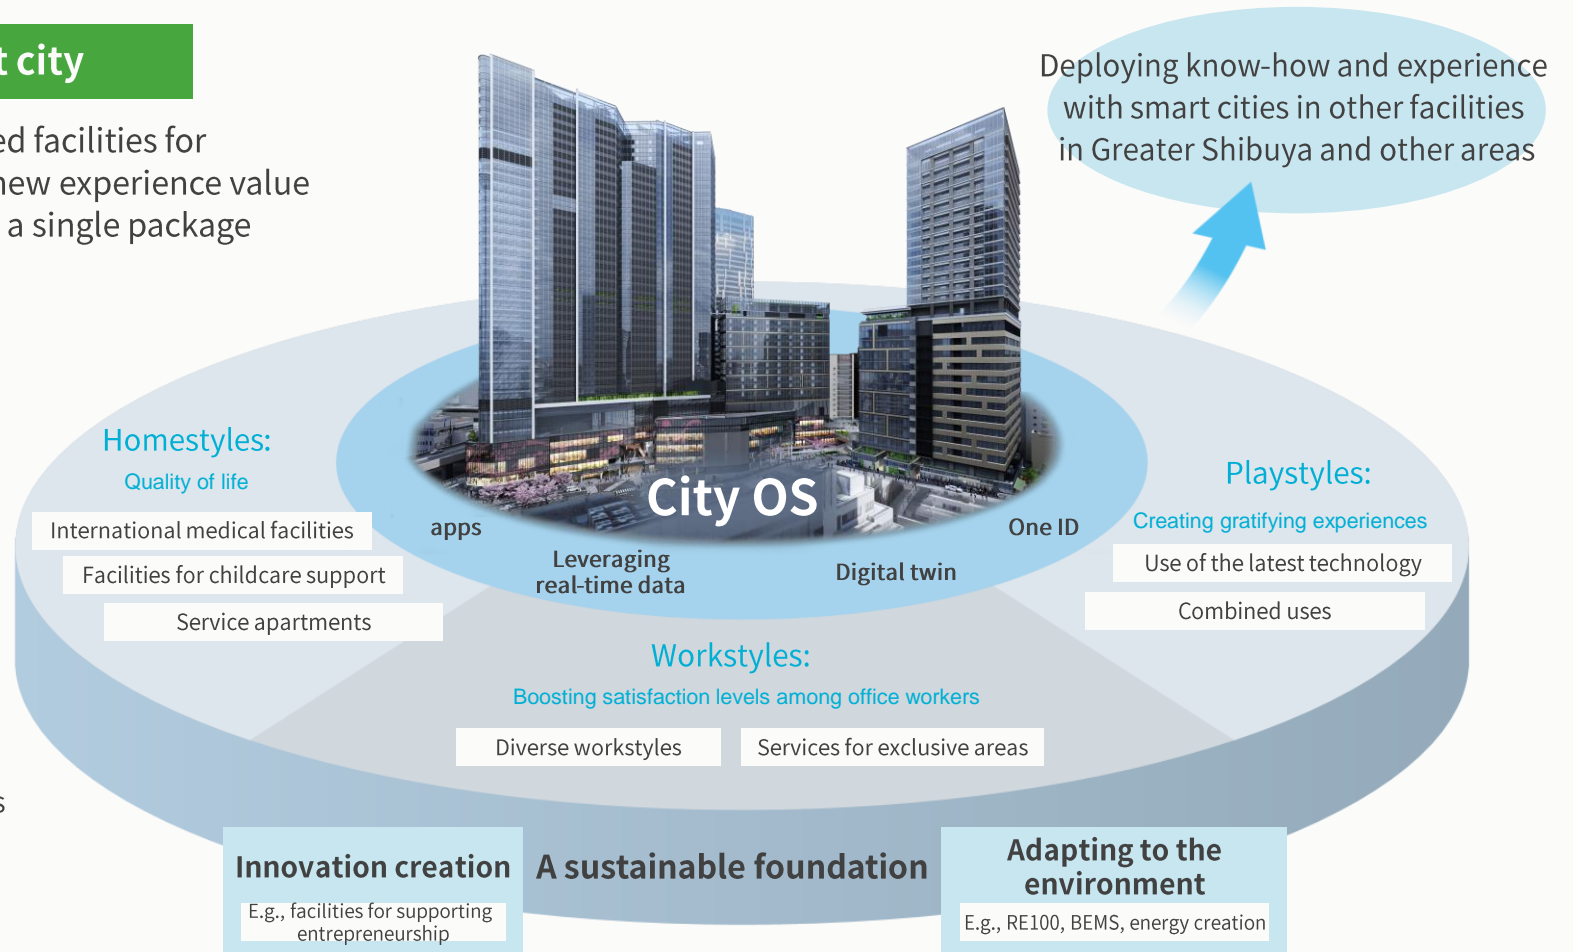 t city
ed facilities for
new experience value
a single package
Deploying know-how and experience
with smart cities in other facilities
in Greater Shibuya and other areas
Homestyles:
Quality of life
International medical facilities
Facilities for childcare support
Service apartments
City OS
apps
Leveraging
real-time data
Digital twin
One ID
Playstyles:
Creating gratifying experiences
Use of the latest technology
Combined uses
Workstyles:
Boosting satisfaction levels among office workers
Diverse workstyles
Services for exclusive areas
s
Innovation creation
E.g., facilities for supporting
entrepreneurship
A sustainable foundation
Adapting to the
environment
E.g., RE100, BEMS, energy creation